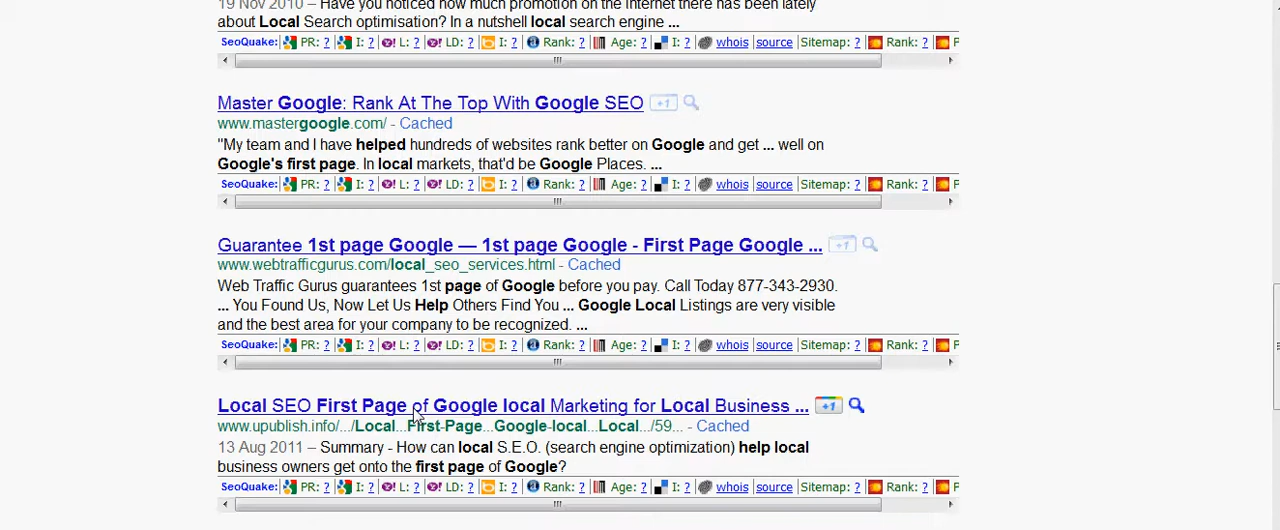 19 Nov 2010 – Have you noticed how much promotion on the internet there has been lately
about Local Search optimisation? In a nutshell local search engine ...
SeoQuake: PR: ? I: ? L: ? LD: ? I: ? Rank: ? Age: ? I: ? whois source Sitemap: ? Rank: ? P
Master Google: Rank At The Top With Google SEO +1
www.mastergoogle.com/ - Cached
"My team and I have helped hundreds of websites rank better on Google and get ... well on
Google's first page. In local markets, that'd be Google Places. ...
SeoQuake: PR: ? I: ? L: ? LD: ? I: ? Rank: ? Age: ? I: ? whois source Sitemap: ? Rank: ? P
Guarantee 1st page Google — 1st page Google - First Page Google ... +1
www.webtrafficgurus.com/local_seo_services.html - Cached
Web Traffic Gurus guarantees 1st page of Google before you pay. Call Today 877-343-2930.
... You Found Us, Now Let Us Help Others Find You ... Google Local Listings are very visible
and the best area for your company to be recognized. ...
SeoQuake: PR: ? I: ? L: ? LD: ? I: ? Rank: ? Age: ? I: ? whois source Sitemap: ? Rank: ? P
Local SEO First Page of Google local Marketing for Local Business ... +1
www.upublish.info/.../Local...First-Page...Google-local...Local.../59... - Cached
13 Aug 2011 – Summary - How can local S.E.O. (search engine optimization) help local
business owners get onto the first page of Google?
SeoQuake: PR: ? I: ? L: ? LD: ? I: ? Rank: ? Age: ? I: ? whois source Sitemap: ? Rank: ? P